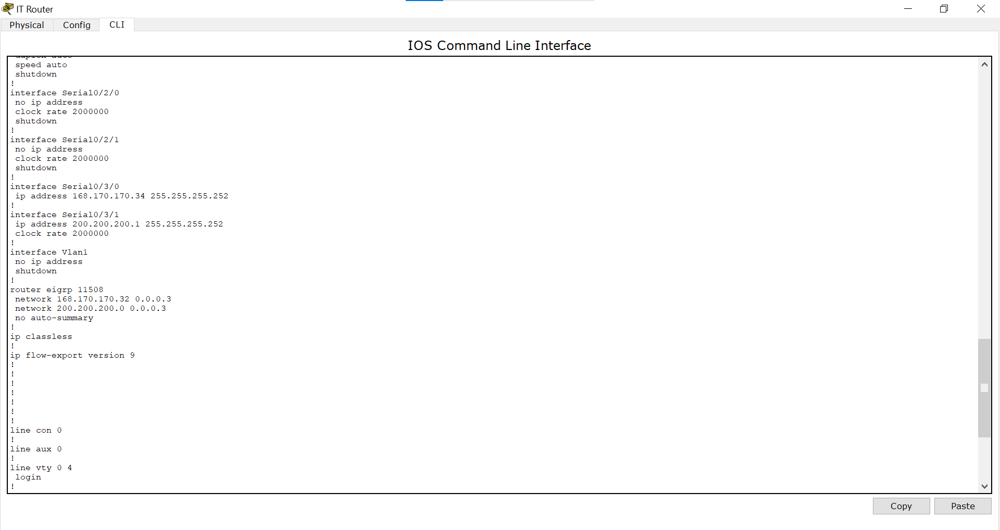 IT Router
Physical Config CLI
IOS Command Line Interface
speed auto
shutdown
!
interface Serial0/2/0
no ip address
clock rate 2000000
shutdown
!
interface Serial0/2/1
no ip address
clock rate 2000000
shutdown
!
interface Serial0/3/0
ip address 168.170.170.34 255.255.255.252
!
interface Serial0/3/1
ip address 200.200.200.1 255.255.255.252
clock rate 2000000
!
interface Vlan1
no ip address
shutdown
!
router eigrp 11508
network 168.170.170.32 0.0.0.3
network 200.200.200.0 0.0.0.3
no auto-summary
!
ip classless
!
ip flow-export version 9
!
!
!
!
!
!
!
line con 0
!
line aux 0
!
line vty 0 4
login
!
Copy Paste